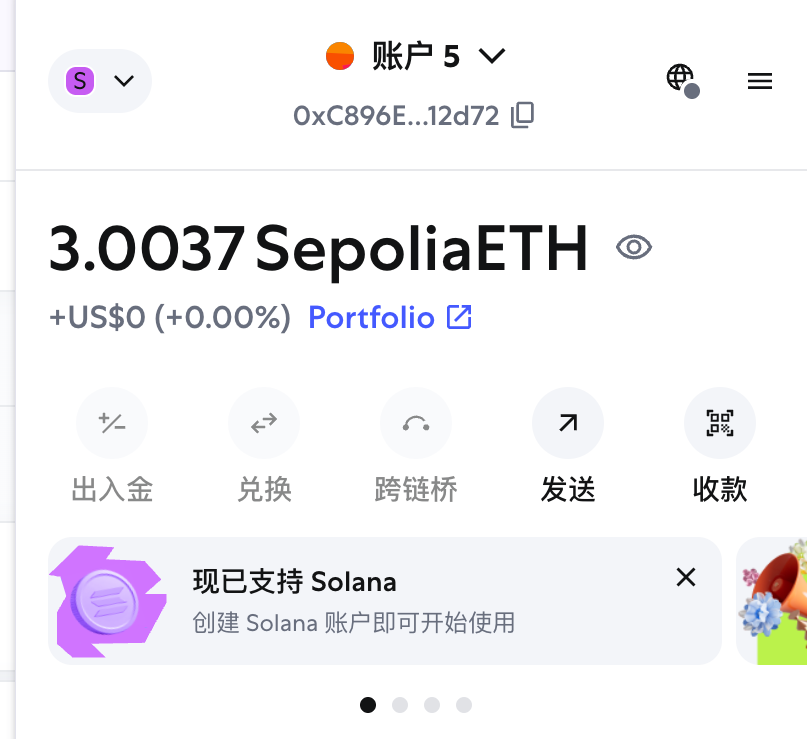 S
账户 5
0xC896E...12d72
3.0037 SepoliaETH
+US$0 (+0.00%) Portfolio
出入金 兑换 跨链桥 发送 收款
现已支持 Solana
创建 Solana 账户即可开始使用